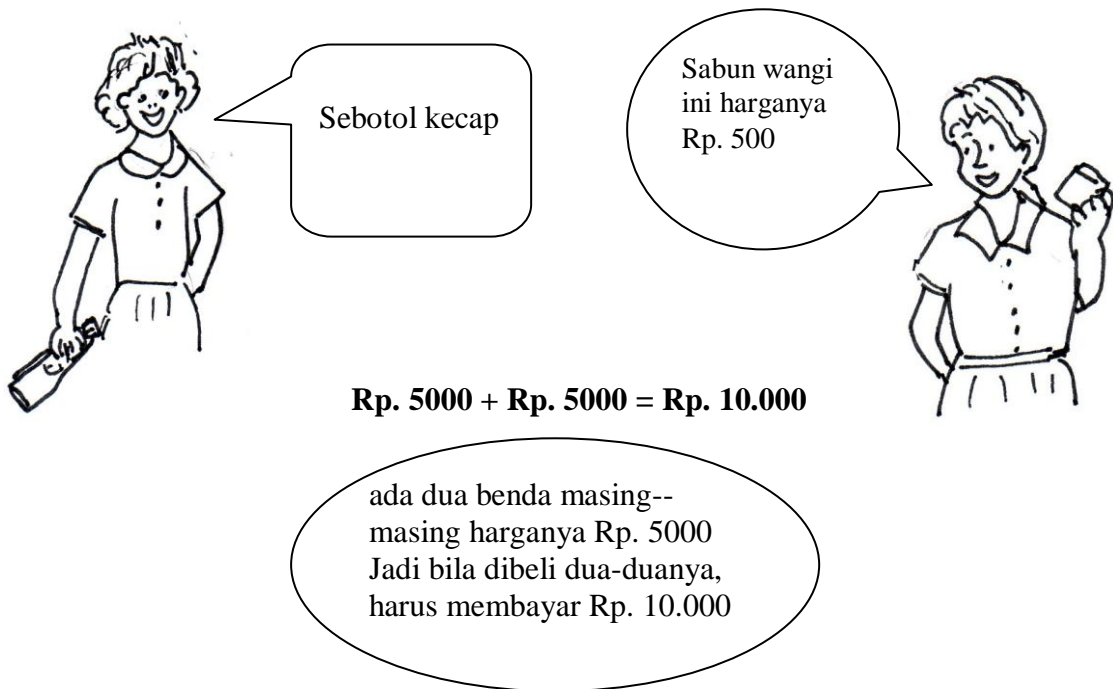 Sebotol kecap
Sabun wangi
ini harganya
Rp. 500
Rp. 5000 + Rp. 5000 = Rp. 10.000
ada dua benda masing--
masing harganya Rp. 5000
Jadi bila dibeli dua-duanya,
harus membayar Rp. 10.000